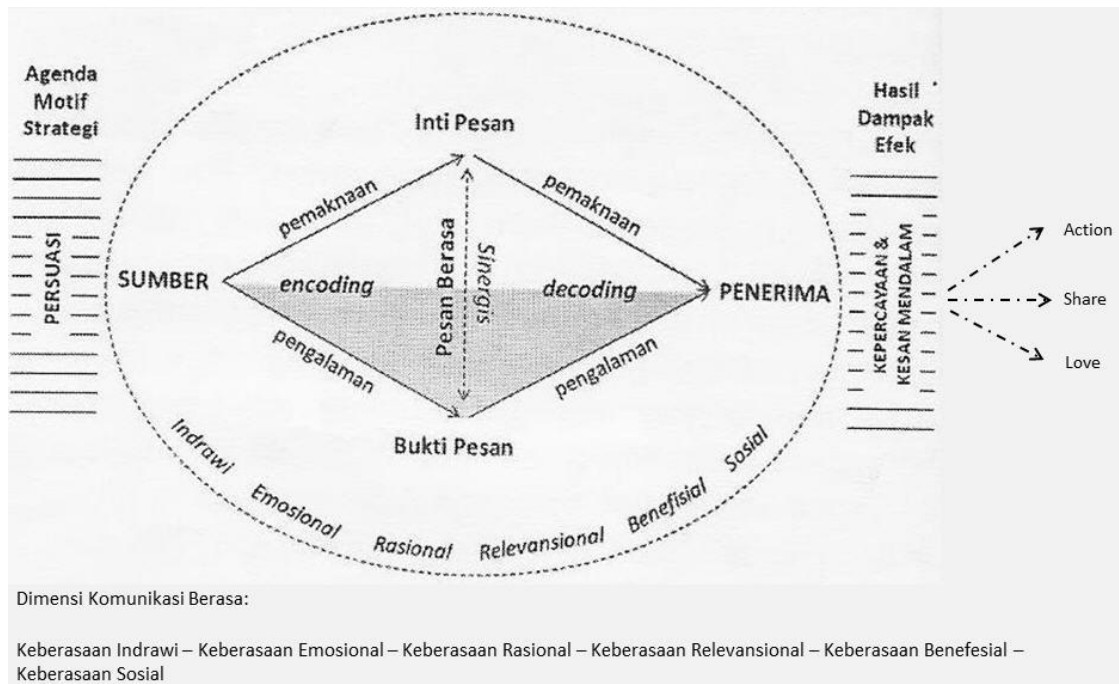 Agenda
Motif
Strategi
PERSUASI
Inti Pesan
pemaknaan
pemaknaan
SUMBER
encoding
Pesan Berasa
Sinergis
decoding
PENERIMA
pengalaman
pengalaman
Bukti Pesan
Indrawi
Emosional
Rasional
Relevansional
Benefisial
Sosial
Hasil
Dampak
Efek
KEPERCAYAAN &
KESAN MENDALAM
Action
Share
Love
Dimensi Komunikasi Berasa:
Keberasaan Indrawi – Keberasaan Emosional – Keberasaan Rasional – Keberasaan Relevansional – Keberasaan Benefesial –
Keberasaan Sosial